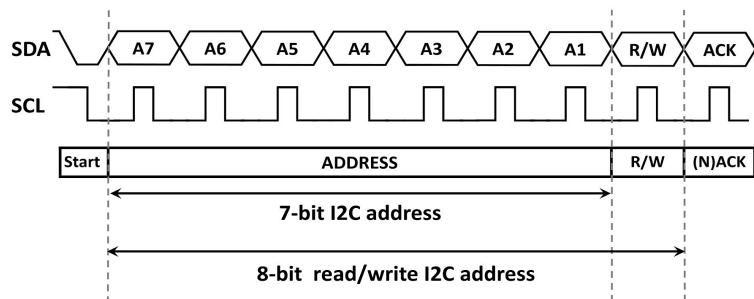 SDA A7 A6 A5 A4 A3 A2 A1 R/W ACK
SCL
Start ADDRESS R/W (N)ACK
7-bit I2C address
8-bit read/write I2C address